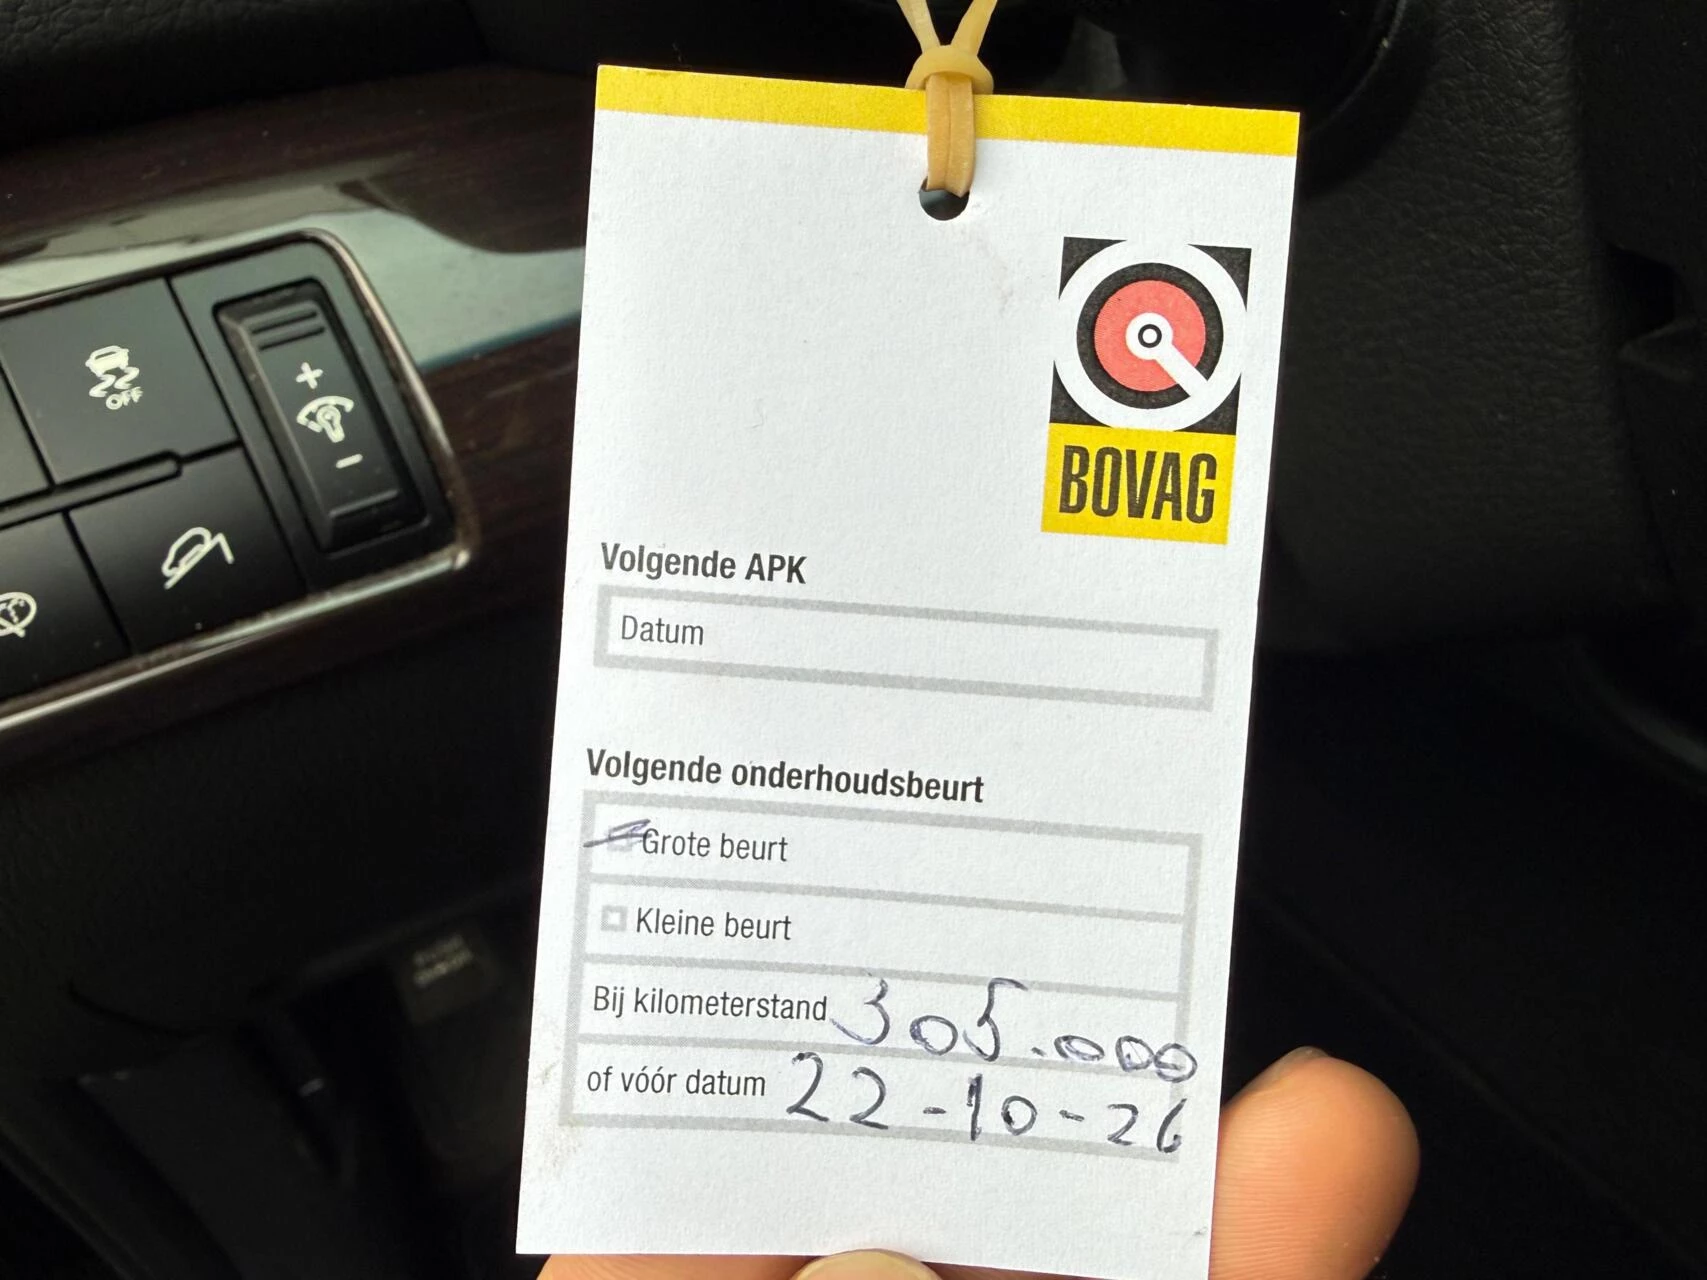 OFF
BOVAG
Volgende APK
Datum
Volgende onderhoudsbeurt
Grote beurt
Kleine beurt
Bij kilometerstand 305.000
of vóór datum 22-10-26